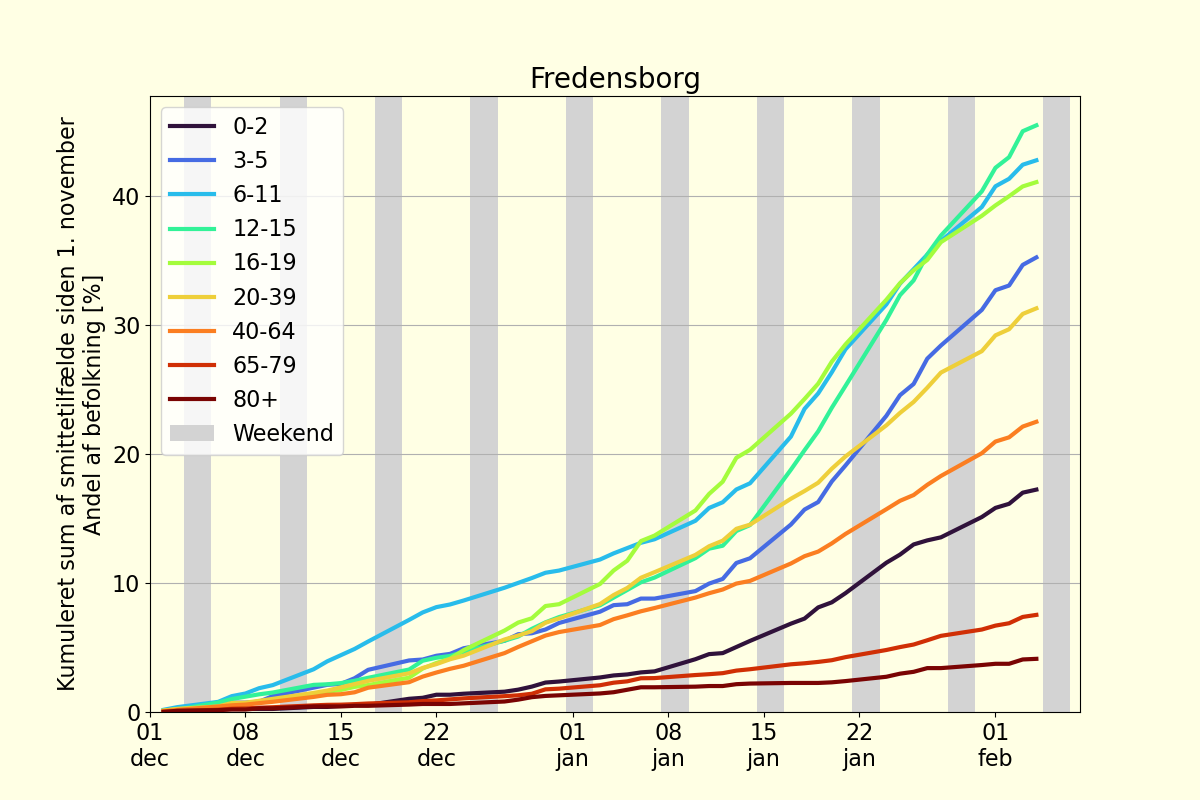 Fredensborg
Kumuleret sum af smittetilfælde siden 1. november
Andel af befolkning [%]
0-2
3-5
6-11
12-15
16-19
20-39
40-64
65-79
80+
Weekend
40
30
20
10
0
01 08 15 22 01 08 15 22 01
dec dec dec dec jan jan jan jan feb